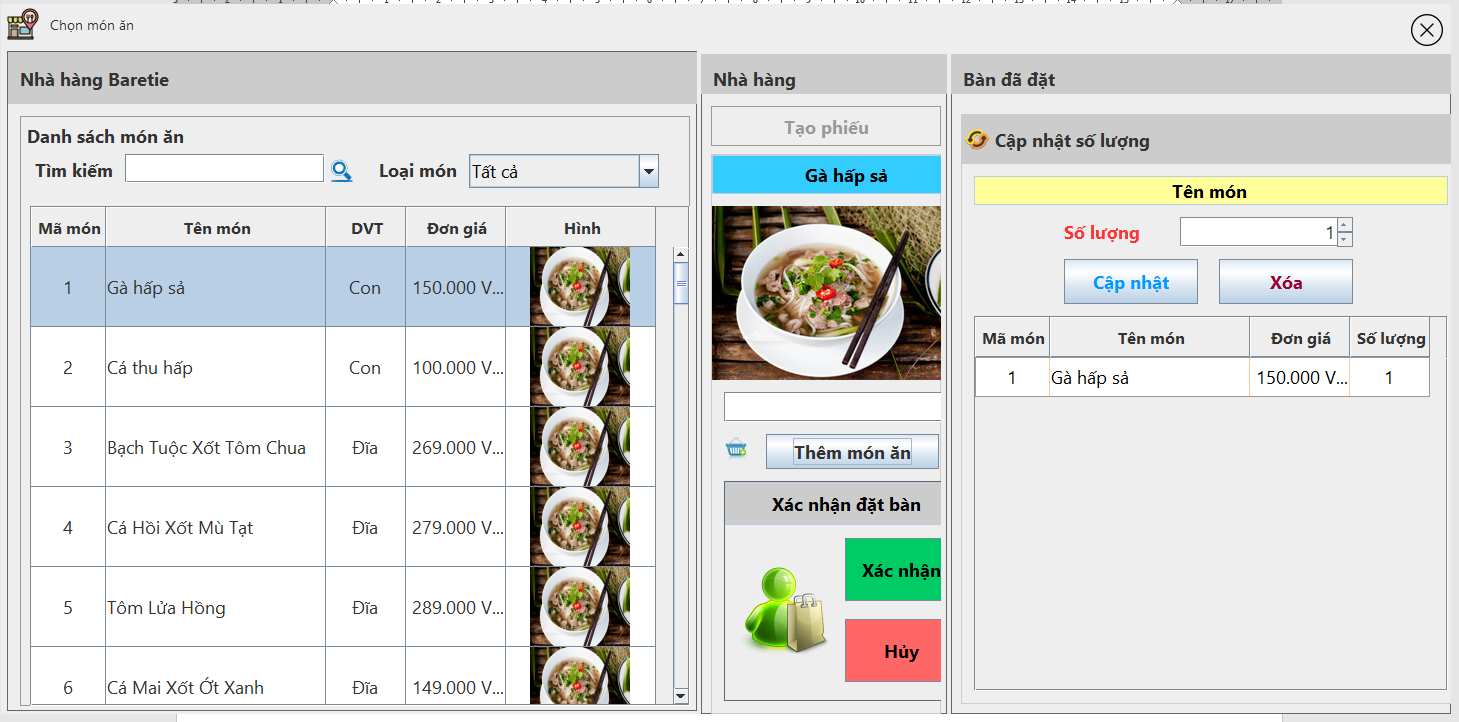 Chọn món ăn
Nhà hàng Baretie
Danh sách món ăn
Tìm kiếm
Loại món
Tất cả
Mã món Tên món DVT Đơn giá Hình
1 Gà hấp sả Con 150.000 V...
2 Cá thu hấp Con 100.000 V...
3 Bạch Tuộc Xốt Tôm Chua Đĩa 269.000 V...
4 Cá Hồi Xốt Mù Tạt Đĩa 279.000 V...
5 Tôm Lửa Hồng Đĩa 289.000 V...
6 Cá Mai Xốt Ớt Xanh Đĩa 149.000 V...
Nhà hàng
Tạo phiếu
Gà hấp sả
Thêm món ăn
Xác nhận đặt bàn
Xác nhận
Hủy
Bàn đã đặt
Cập nhật số lượng
Tên món
Số lượng 1
Cập nhật Xóa
Mã món Tên món Đơn giá Số lượng
1 Gà hấp sả 150.000 V... 1